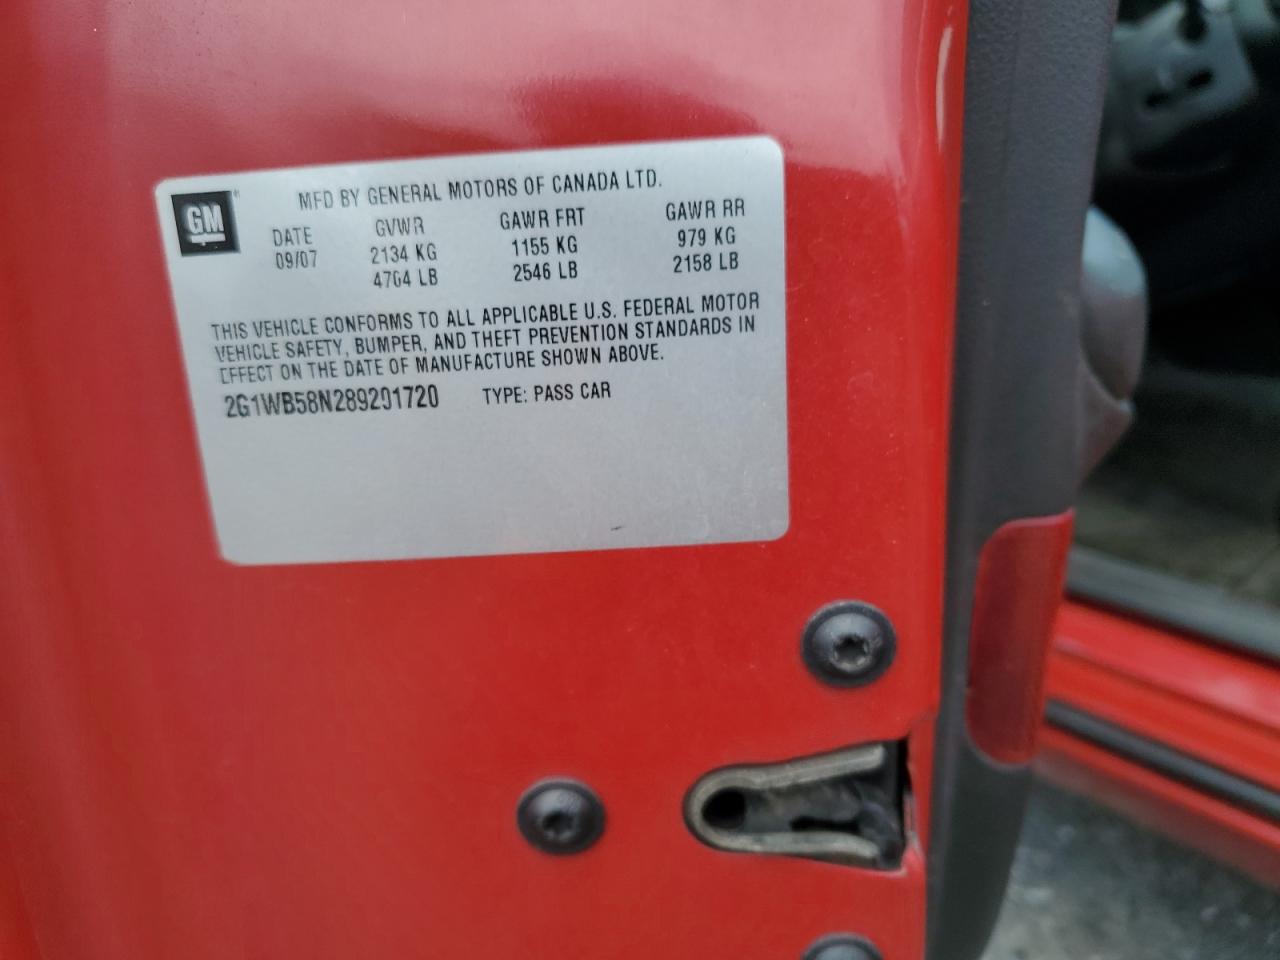 GM
MFD BY GENERAL MOTORS OF CANADA LTD.
DATE GVWR GAWR FRT GAWR RR
09/07 2134 KG 1155 KG 979 KG
4704 LB 2546 LB 2158 LB
THIS VEHICLE CONFORMS TO ALL APPLICABLE U.S. FEDERAL MOTOR
VEHICLE SAFETY, BUMPER, AND THEFT PREVENTION STANDARDS IN
EFFECT ON THE DATE OF MANUFACTURE SHOWN ABOVE.
2G1WB58N289201720 TYPE: PASS CAR